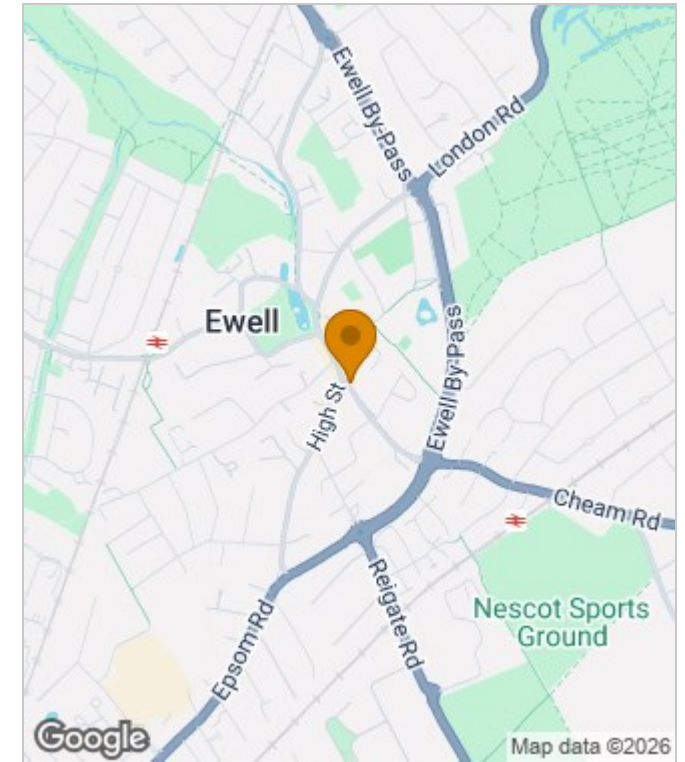 Ewell By-Pass
London Rd
Ewell
High St
Ewell By-Pass
Cheam Rd
Reigate Rd
Epsom Rd
Nescot Sports
Ground
Google
Map data ©2026